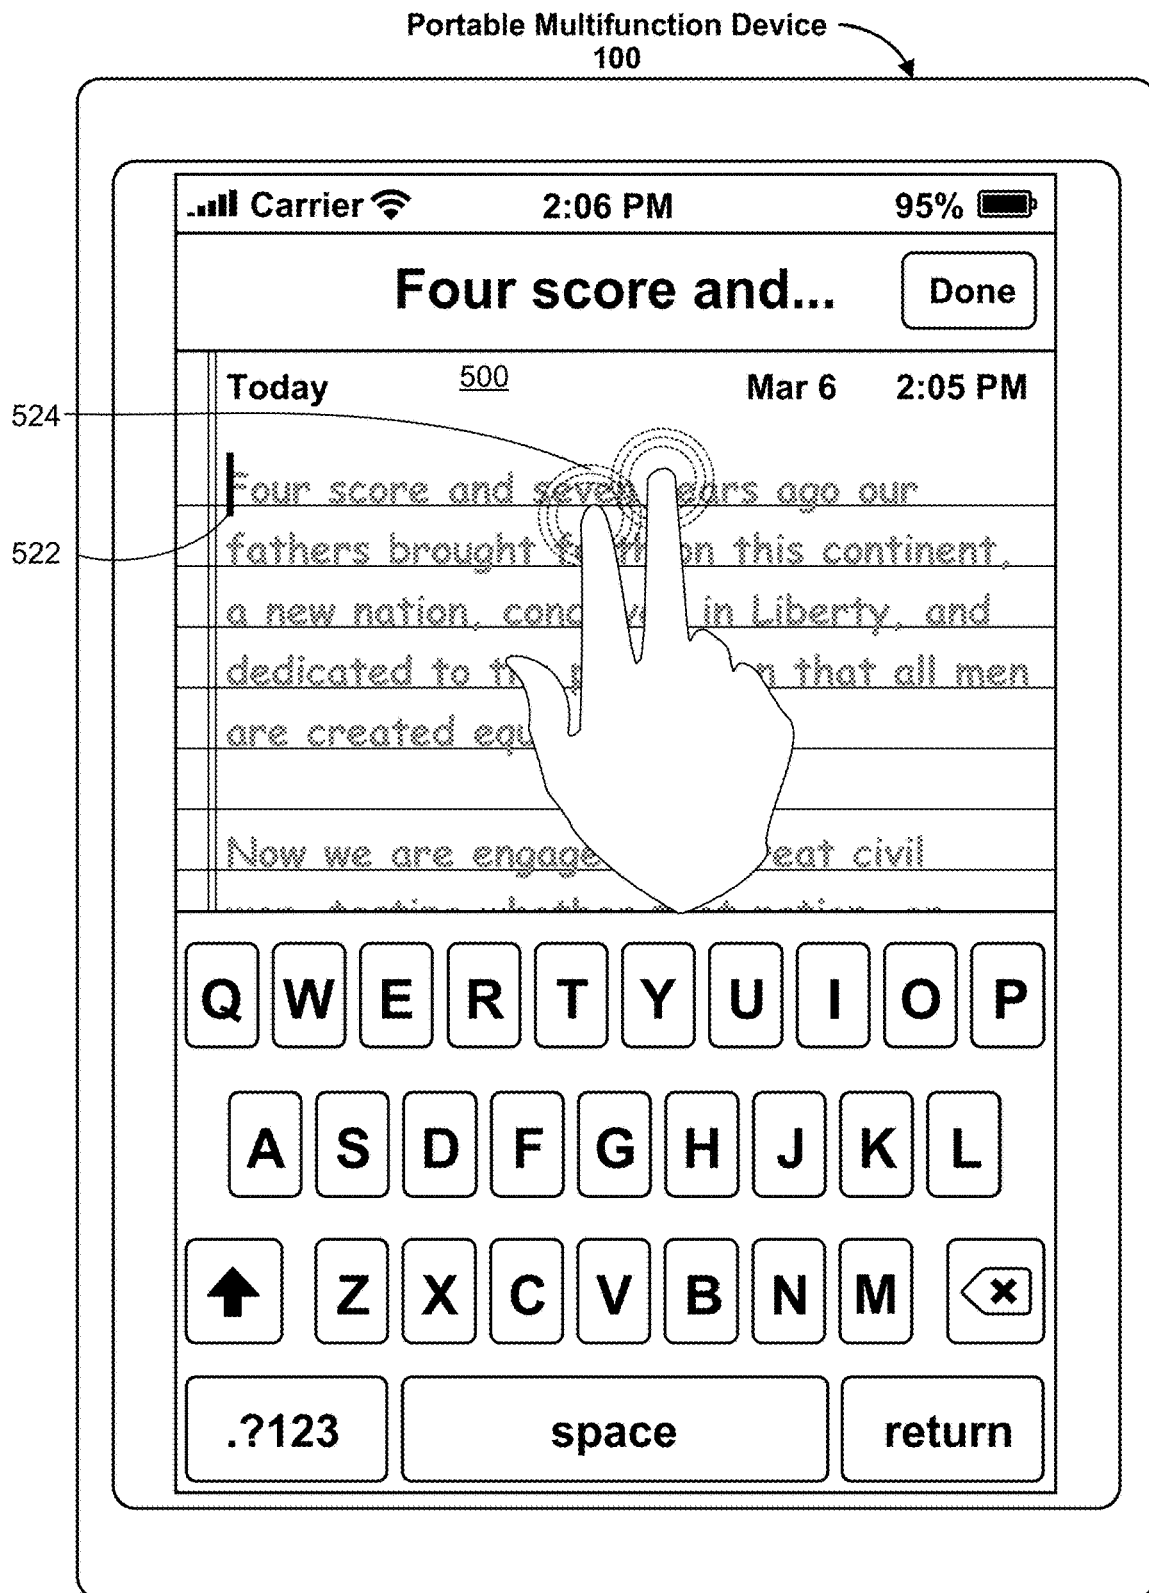 Portable Multifunction Device
100
Carrier 2:06 PM 95%
Four score and... Done
Today 500 Mar 6 2:05 PM
524
Four score and seven ago our
522
fathers brought on this continent,
a new nation, in Liberty, and
dedicated to that all men
are created
Now we are civil
Q W E R T Y U I O P
A S D F G H J K L
Z X C V B N M
.?123 space return